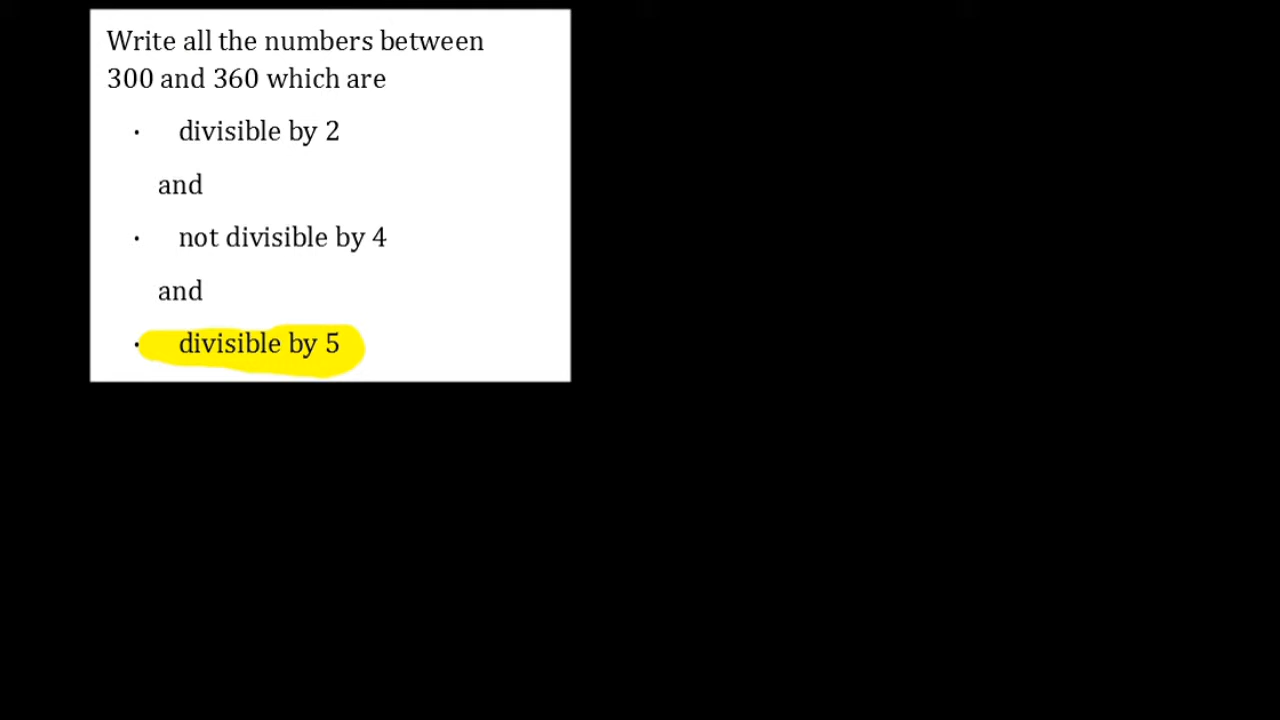 Write all the numbers between
300 and 360 which are
· divisible by 2
and
· not divisible by 4
and
· divisible by 5